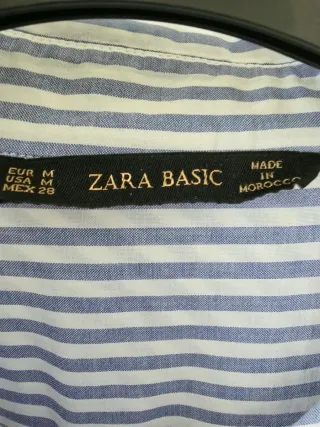 EUR M
USA M
MEX 28
ZARA BASIC
MADE
IN
MOROCCO